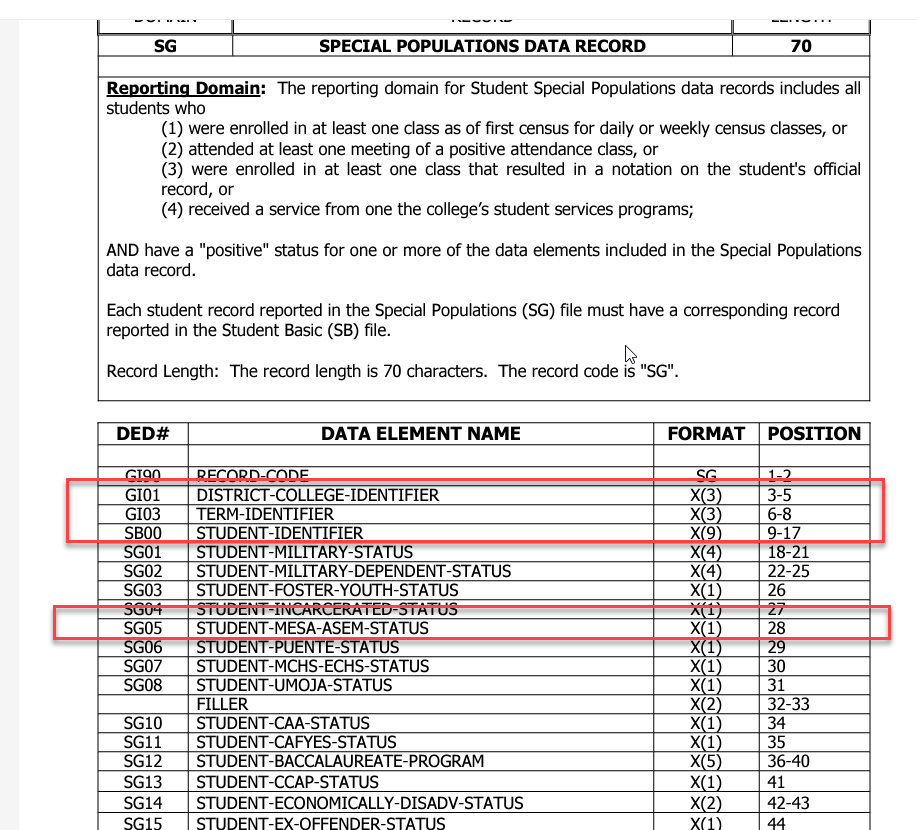 DOMAIN RECORD LENGTH
SG SPECIAL POPULATIONS DATA RECORD 70
Reporting Domain: The reporting domain for Student Special Populations data records includes all
students who
(1) were enrolled in at least one class as of first census for daily or weekly census classes, or
(2) attended at least one meeting of a positive attendance class, or
(3) were enrolled in at least one class that resulted in a notation on the student's official
record, or
(4) received a service from one the college’s student services programs;
AND have a "positive" status for one or more of the data elements included in the Special Populations
data record.
Each student record reported in the Special Populations (SG) file must have a corresponding record
reported in the Student Basic (SB) file.
Record Length: The record length is 70 characters. The record code is "SG".
DED# DATA ELEMENT NAME FORMAT POSITION
GI90 RECORD-CODE SG 1-2
GI01 DISTRICT-COLLEGE-IDENTIFIER X(3) 3-5
GI03 TERM-IDENTIFIER X(3) 6-8
SB00 STUDENT-IDENTIFIER X(9) 9-17
SG01 STUDENT-MILITARY-STATUS X(4) 18-21
SG02 STUDENT-MILITARY-DEPENDENT-STATUS X(4) 22-25
SG03 STUDENT-FOSTER-YOUTH-STATUS X(1) 26
SG04 STUDENT-INCARCERATED-STATUS X(1) 27
SG05 STUDENT-MESA-ASEM-STATUS X(1) 28
SG06 STUDENT-PUENTE-STATUS X(1) 29
SG07 STUDENT-MCHS-ECHS-STATUS X(1) 30
SG08 STUDENT-UMOJA-STATUS X(1) 31
FILLER X(2) 32-33
SG10 STUDENT-CAA-STATUS X(1) 34
SG11 STUDENT-CAFYES-STATUS X(1) 35
SG12 STUDENT-BACCALAUREATE-PROGRAM X(5) 36-40
SG13 STUDENT-CCAP-STATUS X(1) 41
SG14 STUDENT-ECONOMICALLY-DISADV-STATUS X(2) 42-43
SG15 STUDENT-EX-OFFENDER-STATUS X(1) 44